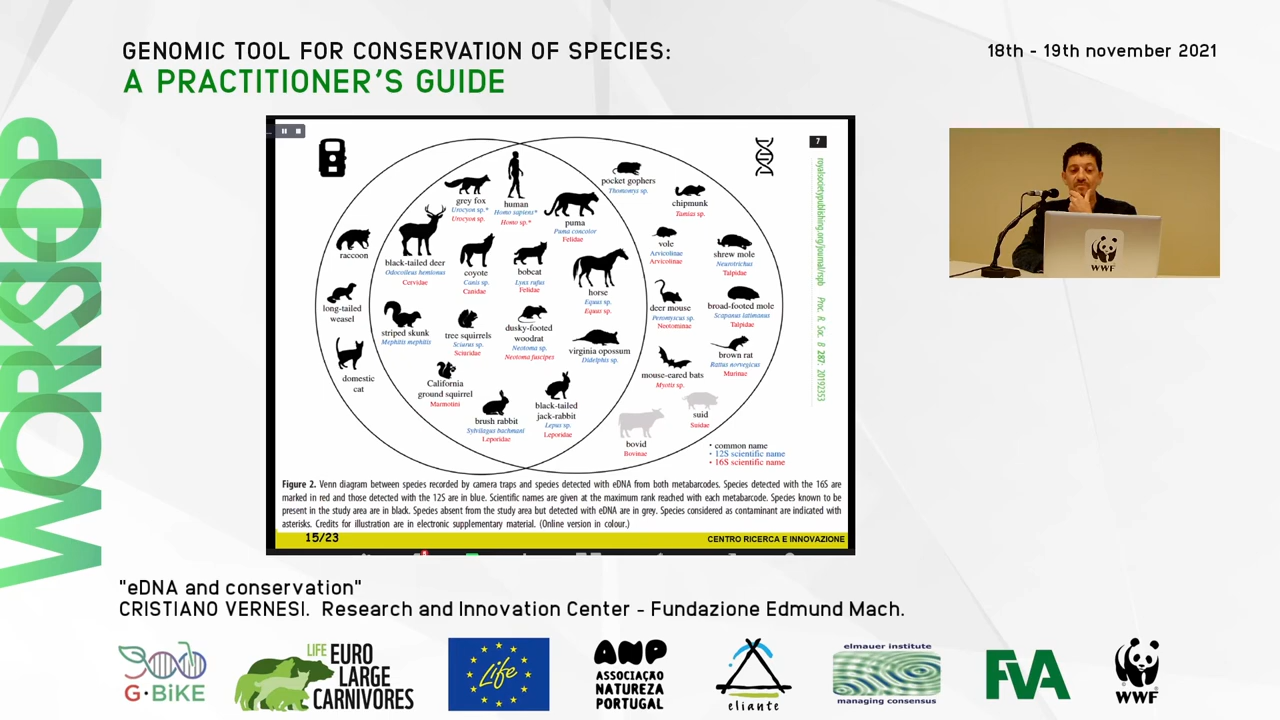 GENOMIC TOOL FOR CONSERVATION OF SPECIES:
A PRACTITIONER'S GUIDE
18th - 19th november 2021
WORKSHOP
7
royalsocietypublishing.org/journal/rspb Proc. R. Soc. B 287: 20192353
grey fox
Urocyon sp.*
Urocyon sp.
human
Homo sapiens*
Homo sp.*
puma
Puma concolor
Felidae
pocket gophers
Thomomys sp.
chipmunk
Tamias sp.
raccoon
black-tailed deer
Odocoileus hemionus
Cervidae
coyote
Canis sp.
Canidae
bobcat
Lynx rufus
Felidae
horse
Equus sp.
Equus sp.
vole
Arvicolinae
Arvicolinae
shrew mole
Neurotrichus
Talpidae
long-tailed
weasel
striped skunk
Mephitis mephitis
tree squirrels
Sciurus sp.
Sciuridae
dusky-footed
woodrat
Neotoma sp.
Neotoma fuscipes
virginia opossum
Didelphis sp.
deer mouse
Peromyscus sp.
Neotominae
broad-footed mole
Scapanus latimanus
Talpidae
domestic
cat
California
ground squirrel
Marmotini
mouse-eared bats
Myotis sp.
brown rat
Rattus norvegicus
Murinae
brush rabbit
Sylvilagus bachmani
Leporidae
black-tailed
jack-rabbit
Lepus sp.
Leporidae
bovid
Bovinae
suid
Suidae
• common name
• 12S scientific name
• 16S scientific name
Figure 2. Venn diagram between species recorded by camera traps and species detected with eDNA from both metabarcodes. Species detected with the 16S are
marked in red and those detected with the 12S are in blue. Scientific names are given at the maximum rank reached with each metabarcode. Species known to be
present in the study area are in black. Species absent from the study area but detected with eDNA are in grey. Species considered as contaminant are indicated with
asterisks. Credits for illustration are in electronic supplementary material. (Online version in colour.)
15/23
CENTRO RICERCA E INNOVAZIONE
WWF
"eDNA and conservation"
CRISTIANO VERNESI. Research and Innovation Center - Fundazione Edmund Mach.
G·BiKE
LIFE EURO
LARGE
CARNIVORES
Life
ANP
ASSOCIAÇÃO
NATUREZA
PORTUGAL
eliante
elmauer institute
managing consensus
FVA
WWF